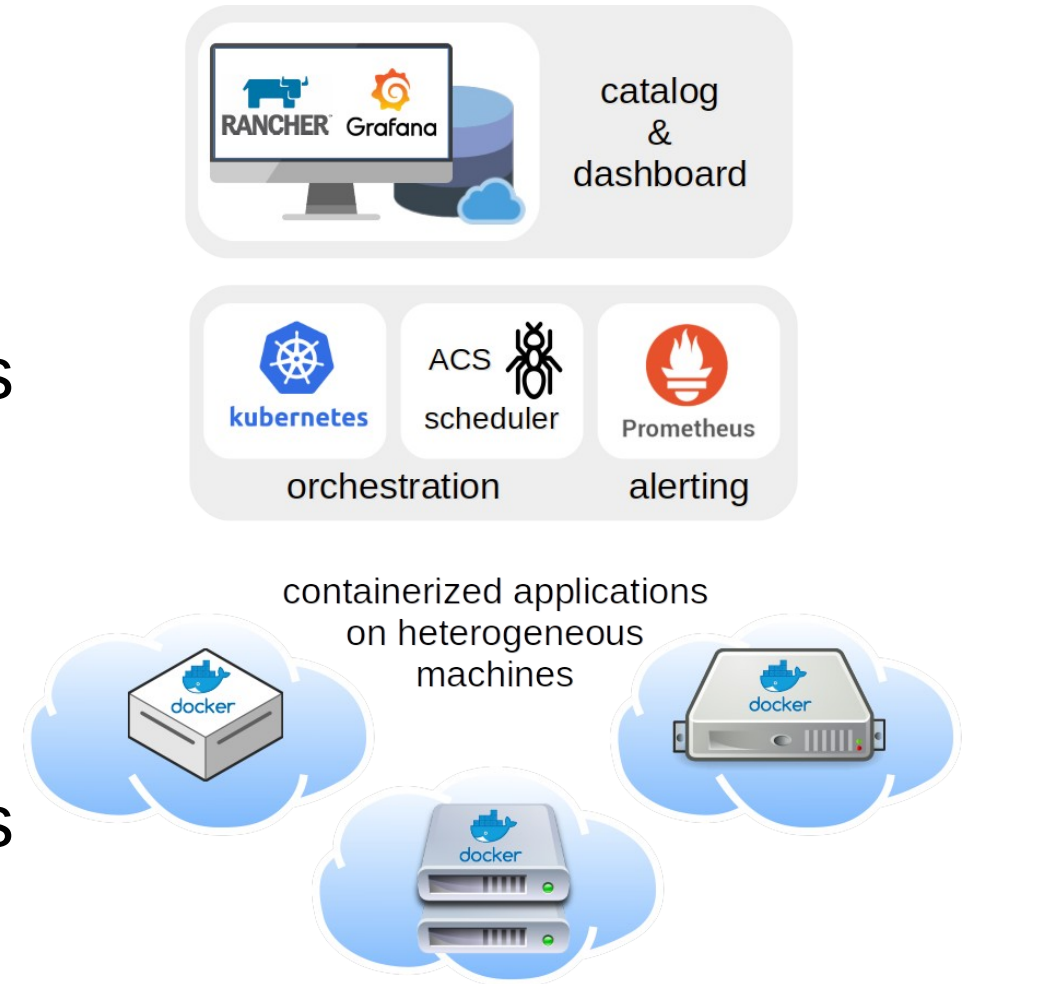 RANCHER
Grafana
catalog
&
dashboard
s
kubernetes
ACS
scheduler
Prometheus
orchestration
alerting
containerized applications
on heterogeneous
machines
docker
docker
s
docker